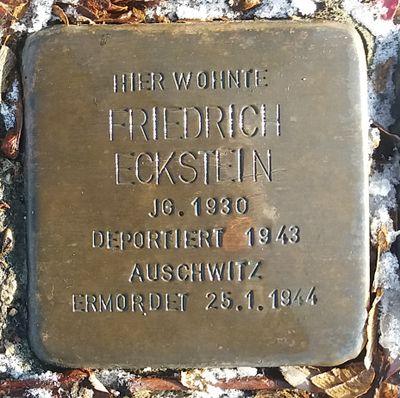 HIER WOHNTE
FRIEDRICH
ECKSTEIN
JG. 1930
DEPORTIERT 1943
AUSCHWITZ
ERMORDET 25.1.1944